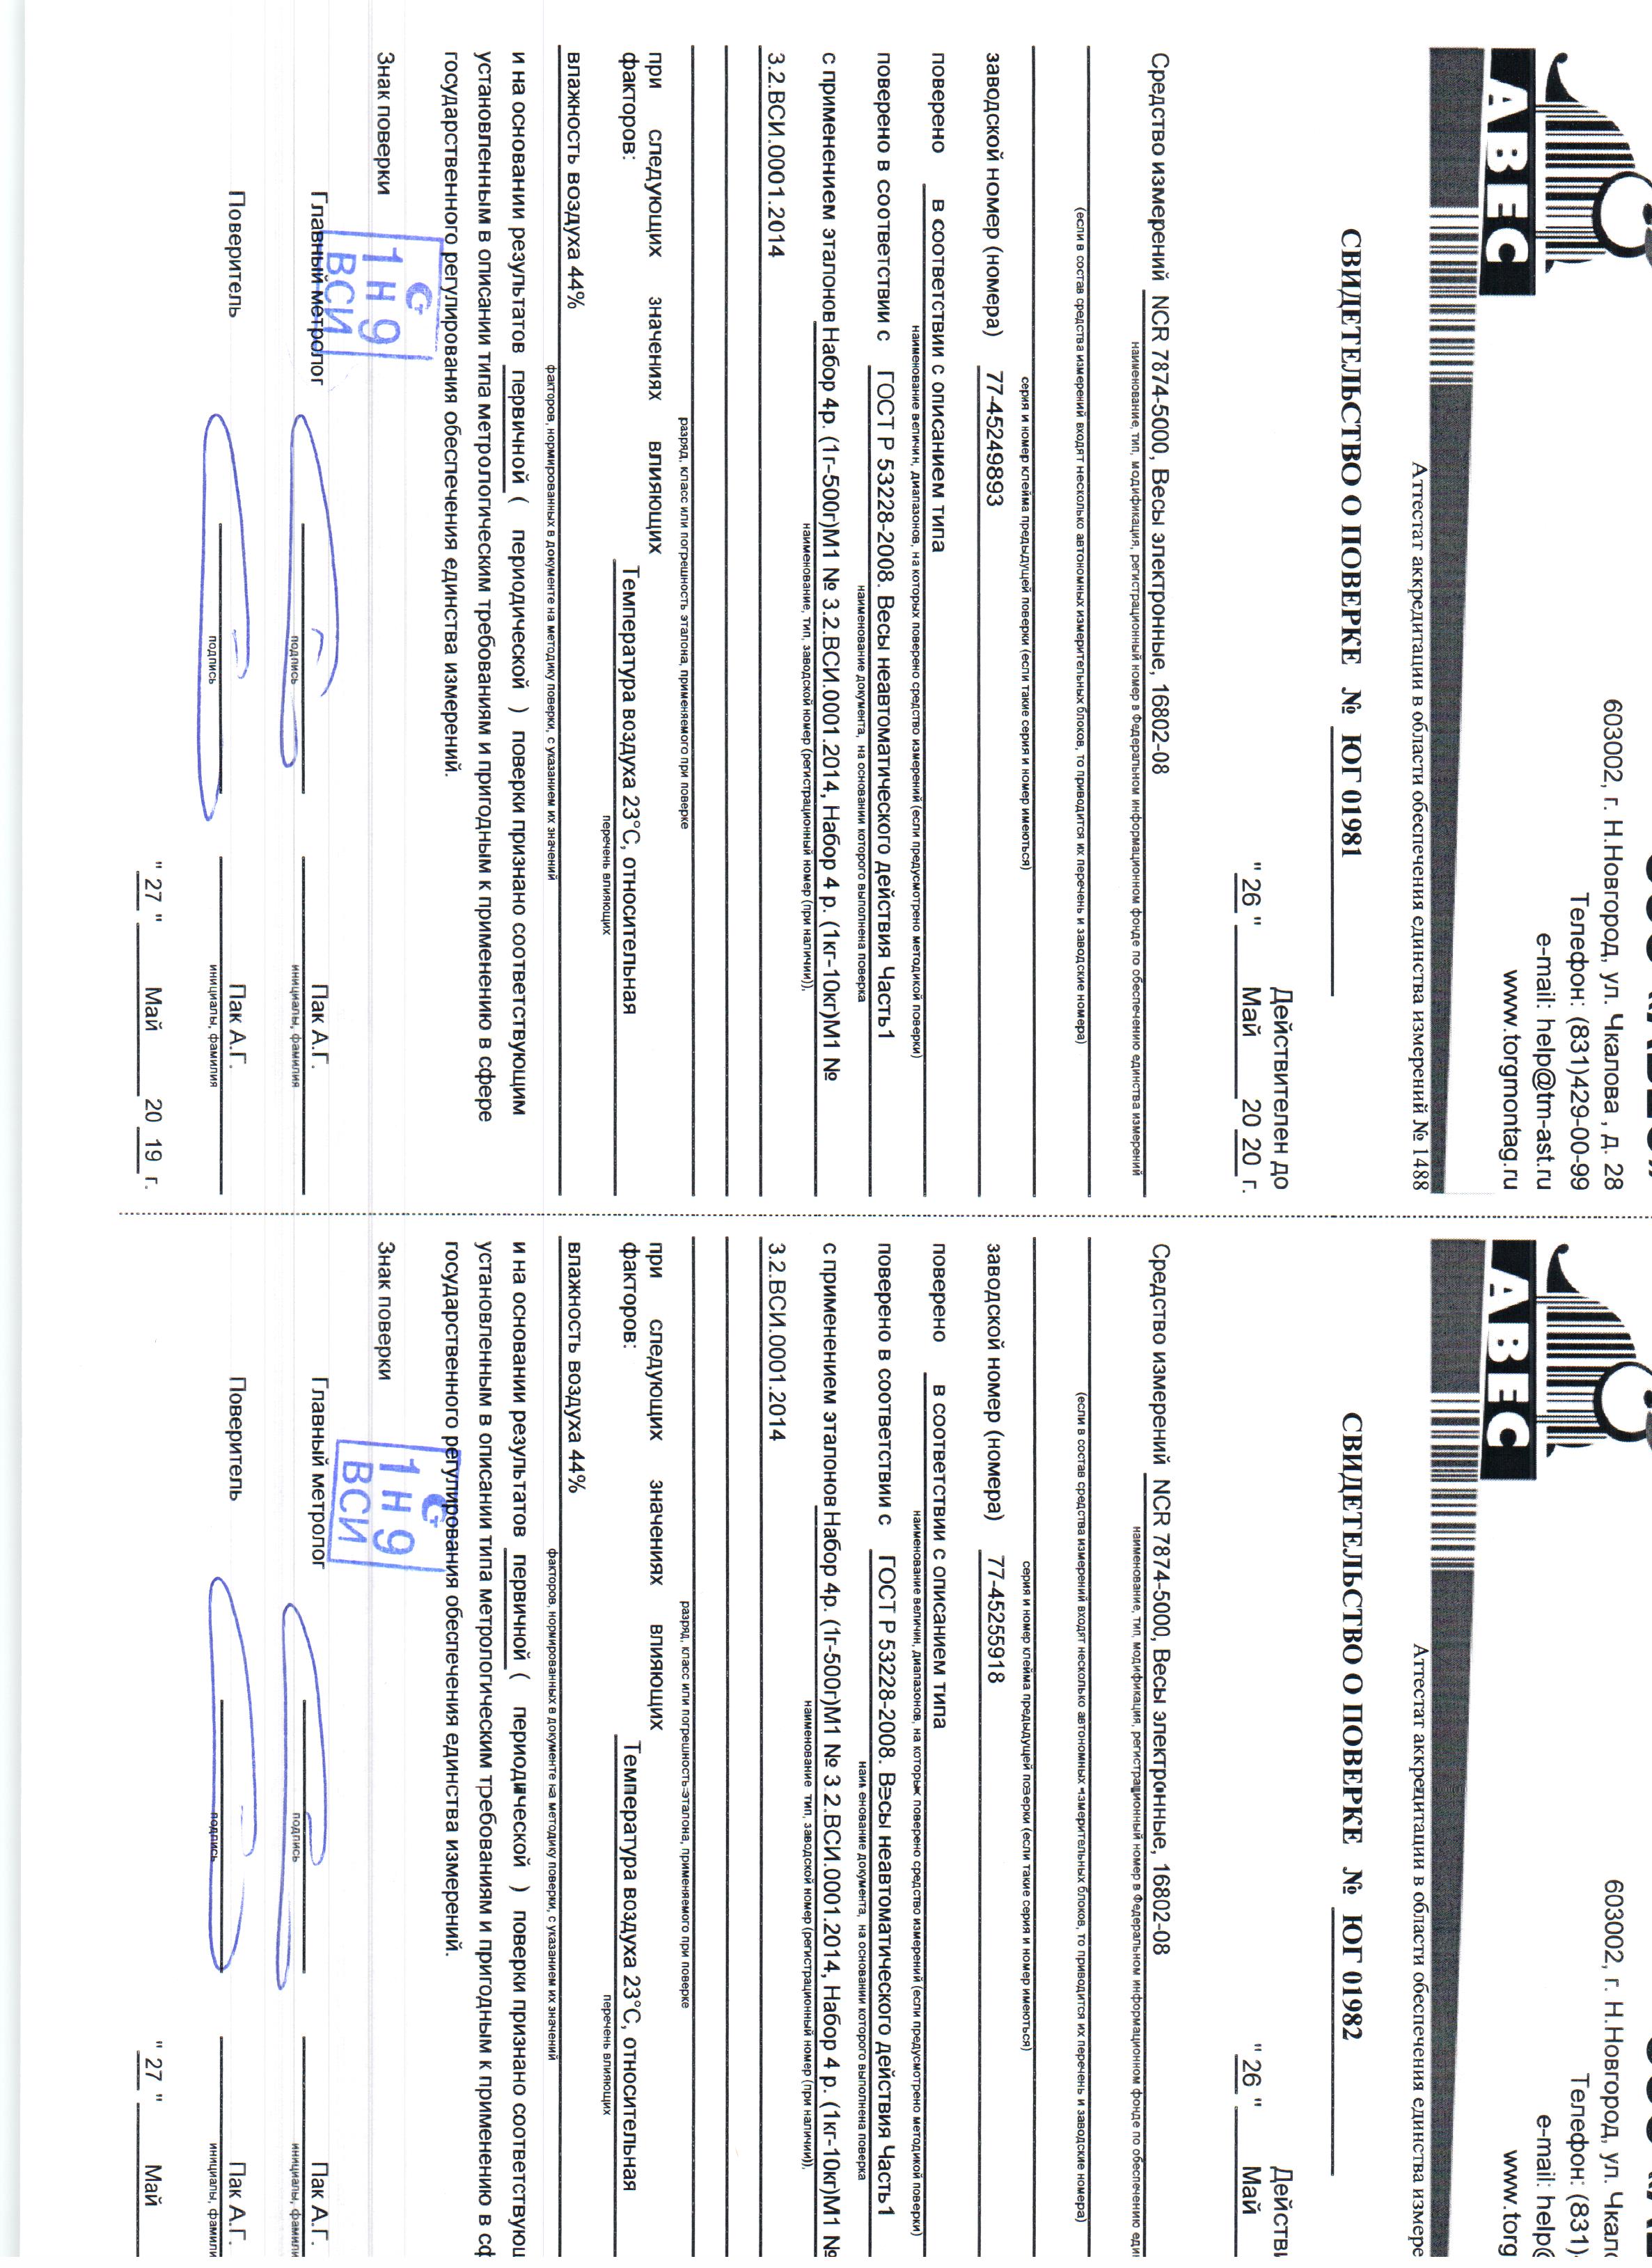 АВЕС
603002, г. Н.Новгород, ул. Чкалова , д. 28
Телефон: (831)429-00-99
e-mail: help@tm-ast.ru
www.torgmontag.ru
Аттестат аккредитации в области обеспечения единства измерений № 1488
СВИДЕТЕЛЬСТВО О ПОВЕРКЕ № ЮГ 01981
Действителен до
" 26 " Май 20 20 г.
Средство измерений NCR 7874-5000, Весы электронные, 16802-08
наименование, тип, модификация, регистрационный номер в Федеральном информационном фонде по обеспечению единства измерений
(если в состав средства измерений входят несколько автономных измерительных блоков, то приводится их перечень и заводские номера)
серия и номер клейма предыдущей поверки (если такие серия и номер имеються)
заводской номер (номера) 77-45249893
поверено в соответствии с описанием типа
наименование величин, диапазонов, на которых поверено средство измерений (если предусмотрено методикой поверки)
поверено в соответствии с ГОСТ Р 53228-2008. Весы неавтоматического действия Часть1
наименование документа, на основании которого выполнена поверка
с применением эталонов Набор 4р. (1г-500г)М1 № 3.2.ВСИ.0001.2014, Набор 4 р. (1кг-10кг)М1 №
наименование, тип, заводской номер (регистрационный номер (при наличии)),
3.2.ВСИ.0001.2014
разряд, класс или погрешность эталона, применяемого при поверке
при следующих значениях влияющих
факторов: Температура воздуха 23°С, относительная
перечень влияющих
влажность воздуха 44%
факторов, нормированных в документе на методику поверки, с указанием их значений
и на основании результатов первичной ( периодической ) поверки признано соответствующим
установленным в описании типа метрологическим требованиям и пригодным к применению в сфере
государственного регулирования обеспечения единства измерений.
Знак поверки
1н9
ВСИ
Главный метролог Пак А.Г.
подпись инициалы, фамилия
Поверитель Пак А.Г.
подпись инициалы, фамилия
" 27 " Май 20 19 г.
АВЕС
603002, г. Н.Новгород, ул. Чкал
Телефон: (831)
e-mail: help@
www.torg
Аттестат аккредитации в области обеспечения единства измере
СВИДЕТЕЛЬСТВО О ПОВЕРКЕ № ЮГ 01982
Действи
" 26 " Май
Средство измерений NCR 7874-5000, Весы электронные, 16802-08
наименование, тип, модификация, регистрационный номер в Федеральном информационном фонде по обеспечению еди
(если в состав средства измерений входят несколько автономных измерительных блоков, то приводится их перечень и заводские номера)
серия и номер клейма предыдущей поверки (если такие серия и номер имеються)
заводской номер (номера) 77-45255918
поверено в соответствии с описанием типа
наименование величин, диапазонов, на которых поверено средство измерений (если предусмотрено методикой поверки)
поверено в соответствии с ГОСТ Р 53228-2008. Весы неавтоматического действия Часть1
наименование документа, на основании которого выполнена поверка
с применением эталонов Набор 4р. (1г-500г)М1 № 3.2.ВСИ.0001.2014, Набор 4 р. (1кг-10кг)М1 №
наименование, тип, заводской номер (регистрационный номер (при наличии)),
3.2.ВСИ.0001.2014
разряд, класс или погрешность эталона, применяемого при поверке
при следующих значениях влияющих
факторов: Температура воздуха 23°С, относительная
перечень влияющих
влажность воздуха 44%
факторов, нормированных в документе на методику поверки, с указанием их значений
и на основании результатов первичной ( периодической ) поверки признано соответствую
установленным в описании типа метрологическим требованиям и пригодным к применению в сф
государственного регулирования обеспечения единства измерений.
Знак поверки
1н9
ВСИ
Главный метролог Пак А.Г.
подпись инициалы, фамили
Поверитель Пак А.Г.
подпись инициалы, фамили
" 27 " Май